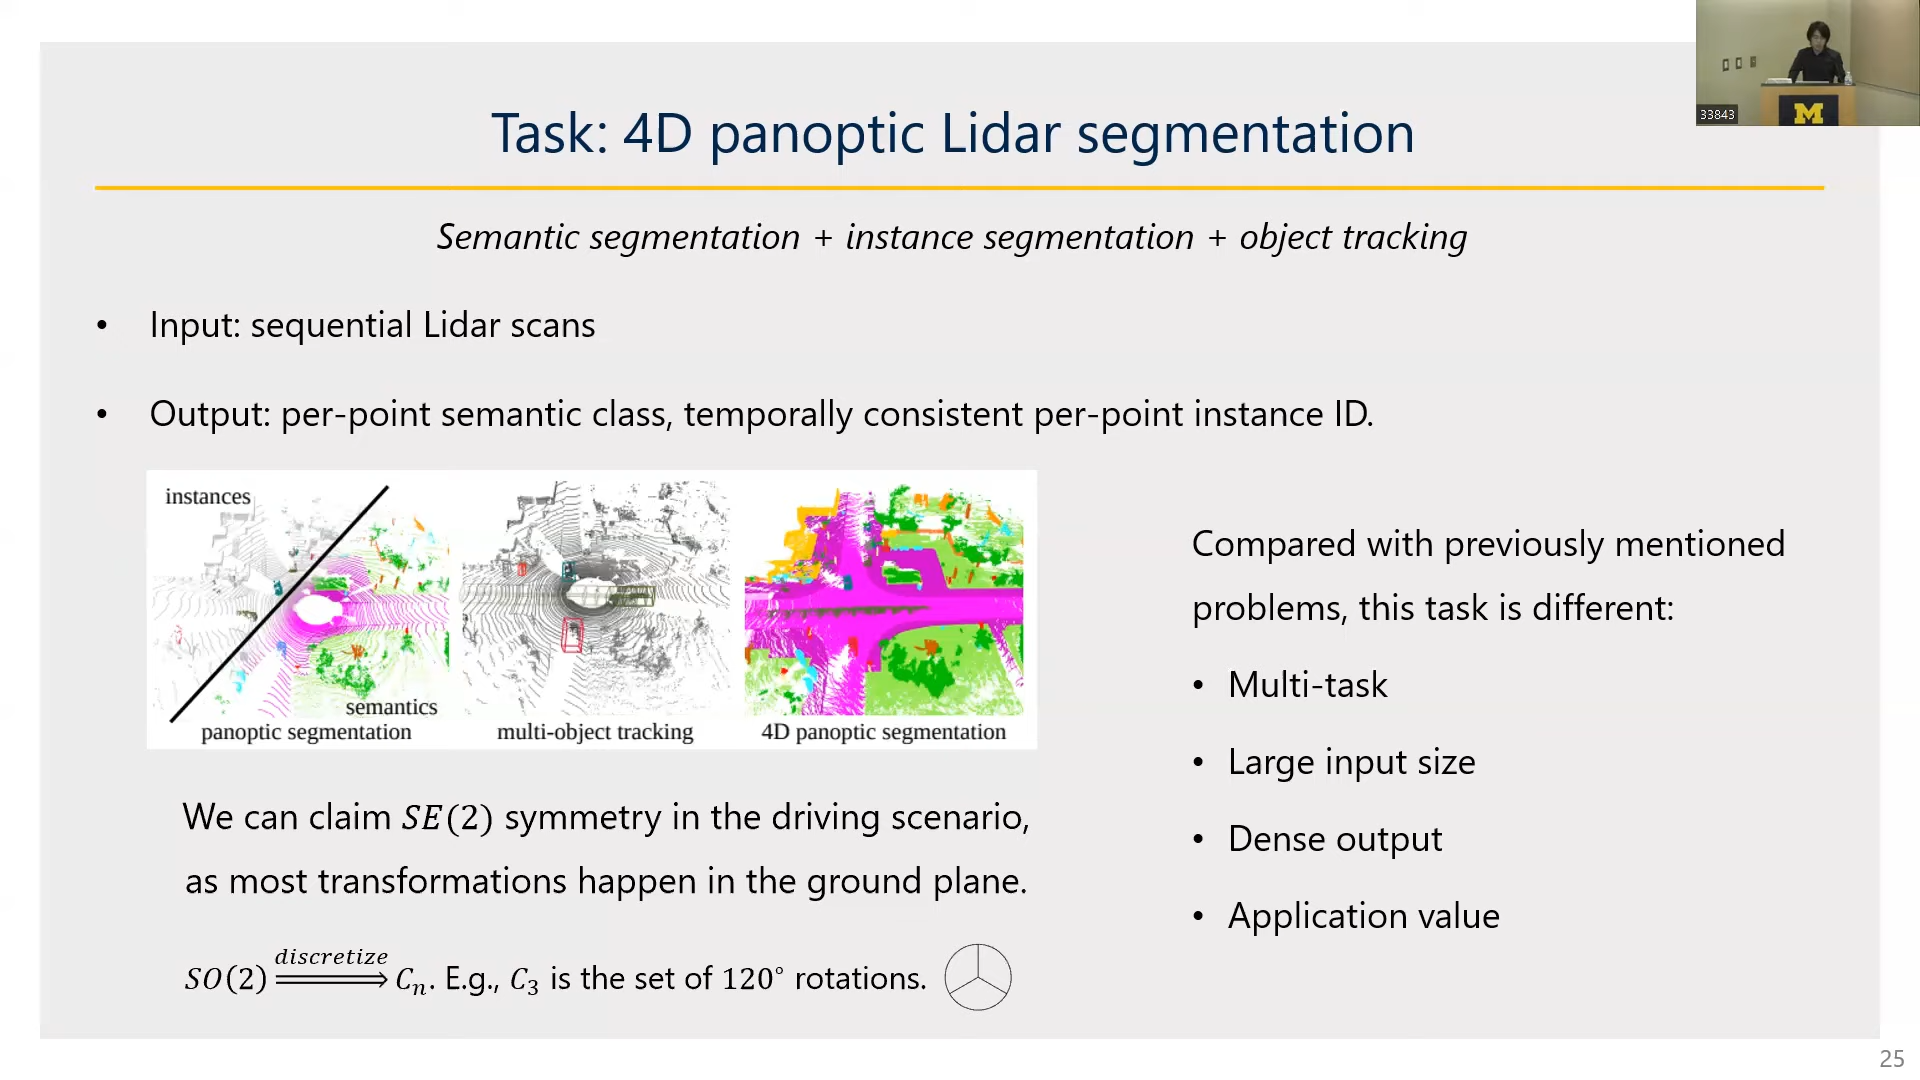 33843
M
Task: 4D panoptic Lidar segmentation
Semantic segmentation + instance segmentation + object tracking
• Input: sequential Lidar scans
• Output: per-point semantic class, temporally consistent per-point instance ID.
instances
semantics
panoptic segmentation
multi-object tracking
4D panoptic segmentation
We can claim SE(2) symmetry in the driving scenario,
as most transformations happen in the ground plane.
discretize
SO(2) ⟹ Cₙ. E.g., C₃ is the set of 120° rotations.
Compared with previously mentioned
problems, this task is different:
• Multi-task
• Large input size
• Dense output
• Application value
25